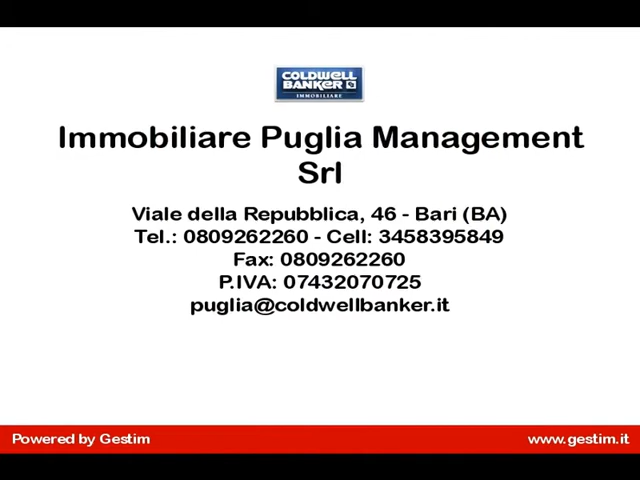 COLDWELL
BANKER
IMMOBILIARE
Immobiliare Puglia Management
Srl
Viale della Repubblica, 46 - Bari (BA)
Tel.: 0809262260 - Cell: 3458395849
Fax: 0809262260
P.IVA: 07432070725
puglia@coldwellbanker.it
Powered by Gestim
www.gestim.it